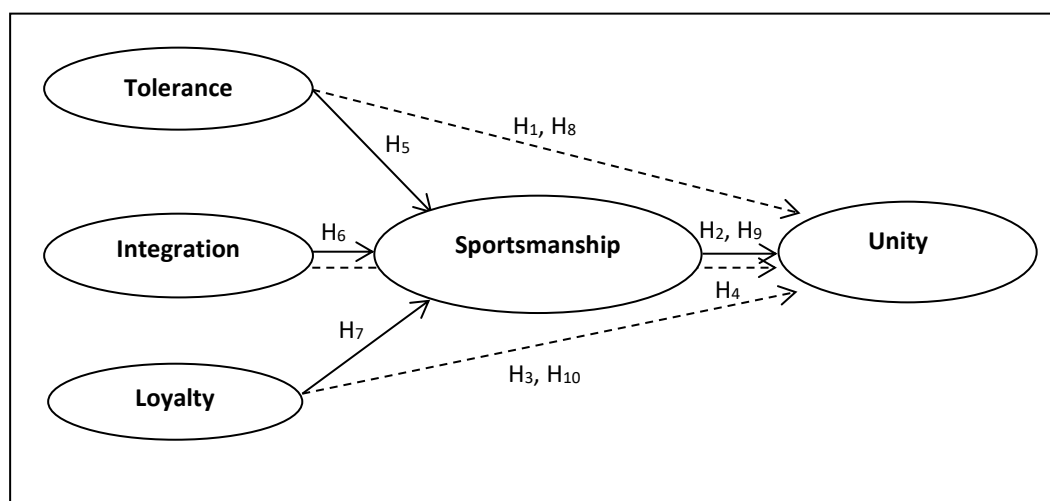 Tolerance
H1, H8
H5
Integration
H6
Sportsmanship
H2, H9
Unity
H4
H7
H3, H10
Loyalty